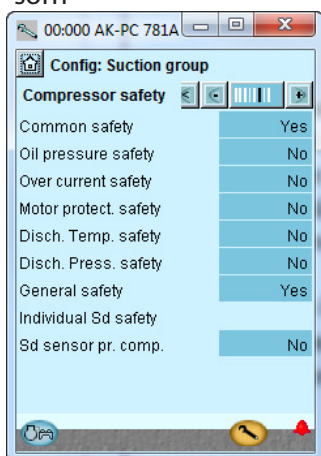 00:000 AK-PC 781A
Config: Suction group
Compressor safety
Common safety Yes
Oil pressure safety No
Over current safety No
Motor protect. safety No
Disch. Temp. safety No
Disch. Press. safety No
General safety Yes
Individual Sd safety
Sd sensor pr. comp. No